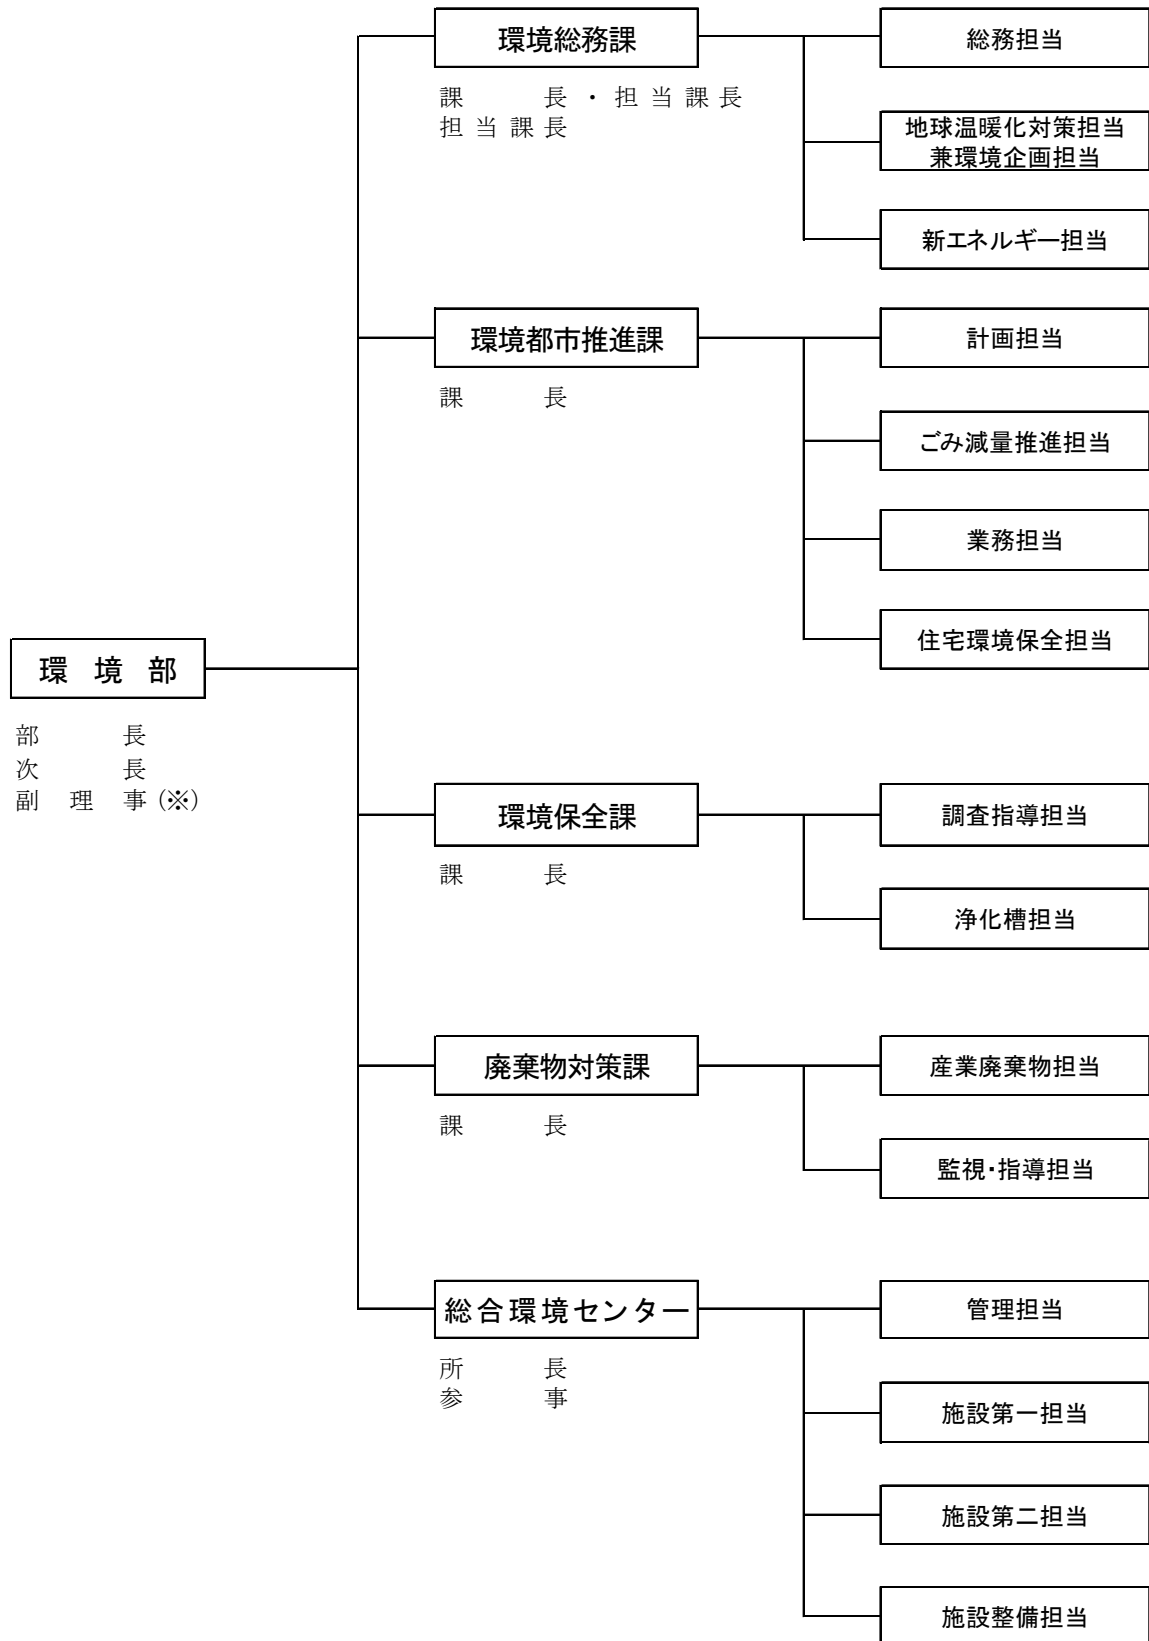 環境部
部長
次長
副理事(※)
環境総務課
課長・担当課長
担当課長
総務担当
地球温暖化対策担当
兼環境企画担当
新エネルギー担当
環境都市推進課
課長
計画担当
ごみ減量推進担当
業務担当
住宅環境保全担当
環境保全課
課長
調査指導担当
浄化槽担当
廃棄物対策課
課長
産業廃棄物担当
監視・指導担当
総合環境センター
所長
参事
管理担当
施設第一担当
施設第二担当
施設整備担当